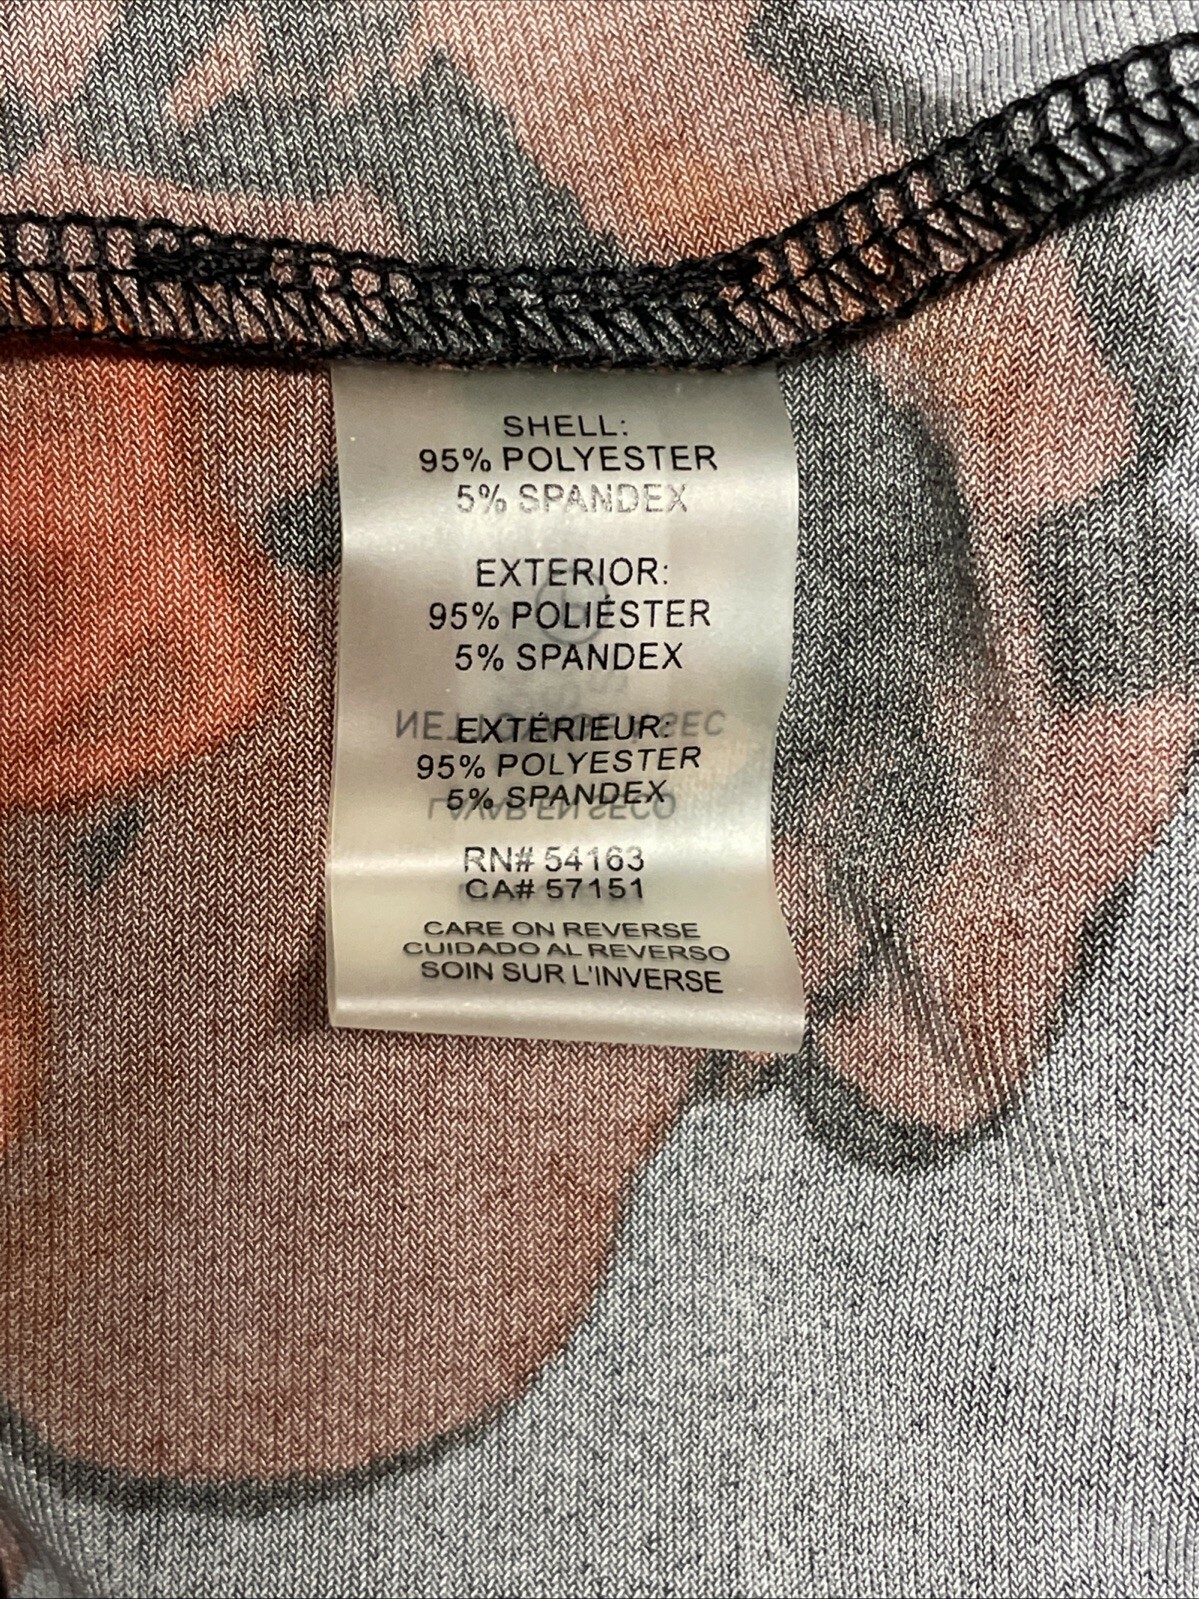 SHELL:
95% POLYESTER
5% SPANDEX
EXTERIOR:
95% POLIÉSTER
5% SPANDEX
EXTÉRIEUR:
95% POLYESTER
5% SPANDEX
RN# 54163
CA# 57151
CARE ON REVERSE
CUIDADO AL REVERSO
SOIN SUR L'INVERSE